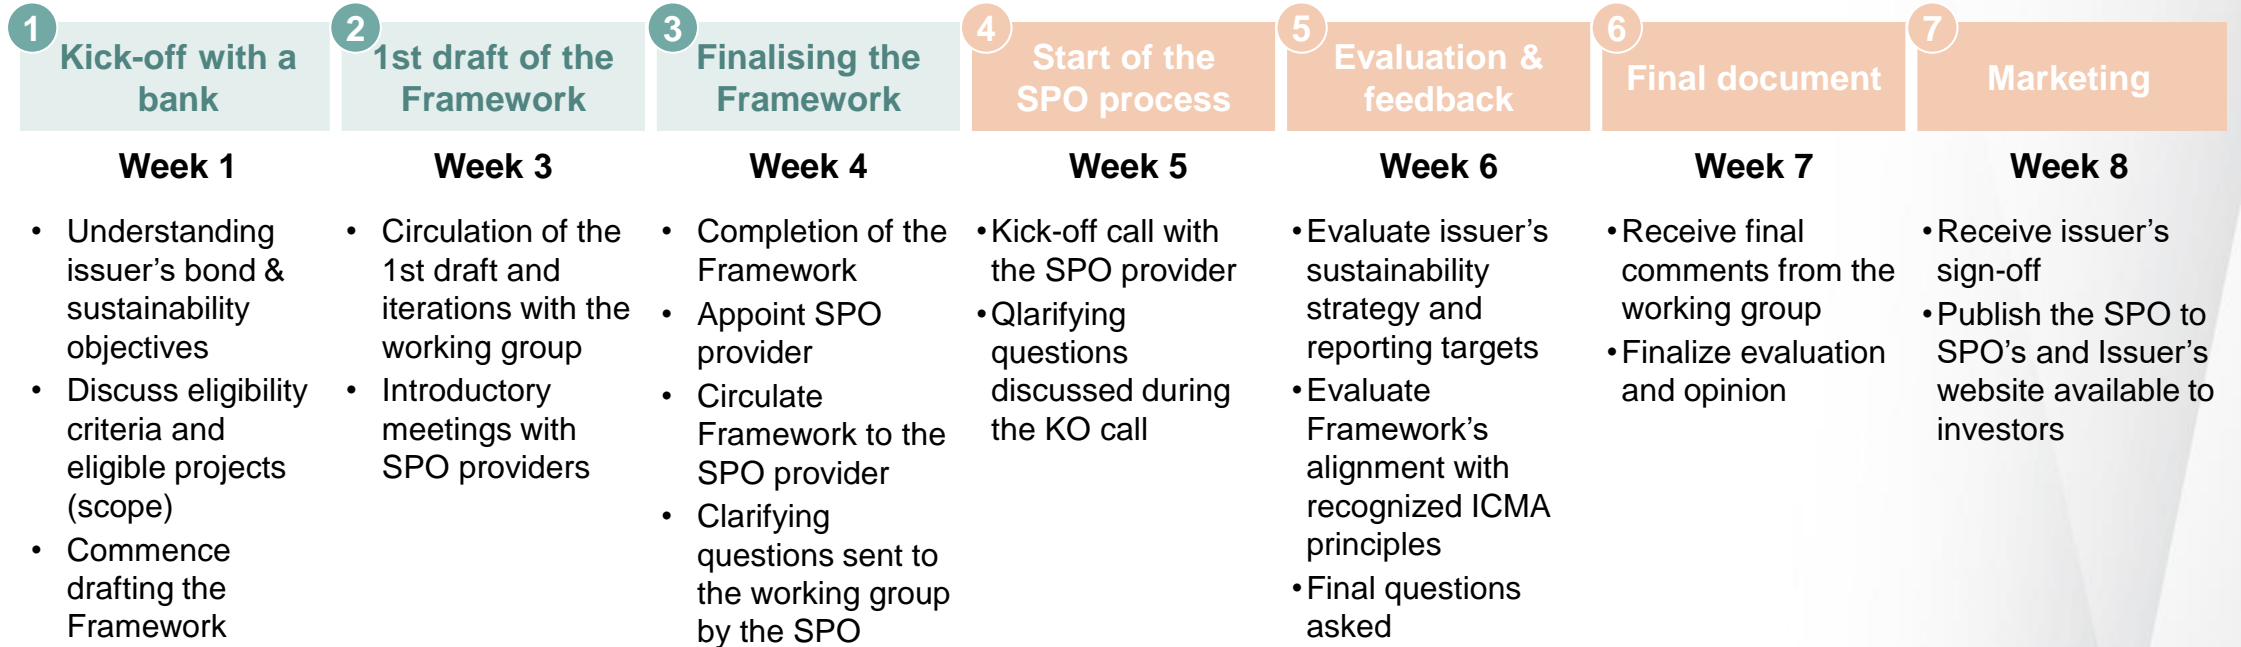 1
Kick-off with a
bank
Week 1
• Understanding
issuer's bond &
sustainability
objectives
• Discuss eligibility
criteria and
eligible projects
(scope)
• Commence
drafting the
Framework
2
1st draft of the
Framework
Week 3
• Circulation of the
1st draft and
iterations with the
working group
• Introductory
meetings with
SPO providers
3
Finalising the
Framework
Week 4
• Completion of the
Framework
• Appoint SPO
provider
• Circulate
Framework to the
SPO provider
• Clarifying
questions sent to
the working group
by the SPO
4
Start of the
SPO process
Week 5
•Kick-off call with
the SPO provider
•Qlarifying
questions
discussed during
the KO call
5
Evaluation &
feedback
Week 6
•Evaluate issuer's
sustainability
strategy and
reporting targets
•Evaluate
Framework's
alignment with
recognized ICMA
principles
•Final questions
asked
6
Final document
Week 7
•Receive final
comments from the
working group
•Finalize evaluation
and opinion
7
Marketing
Week 8
•Receive issuer's
sign-off
•Publish the SPO to
SPO's and Issuer's
website available to
investors